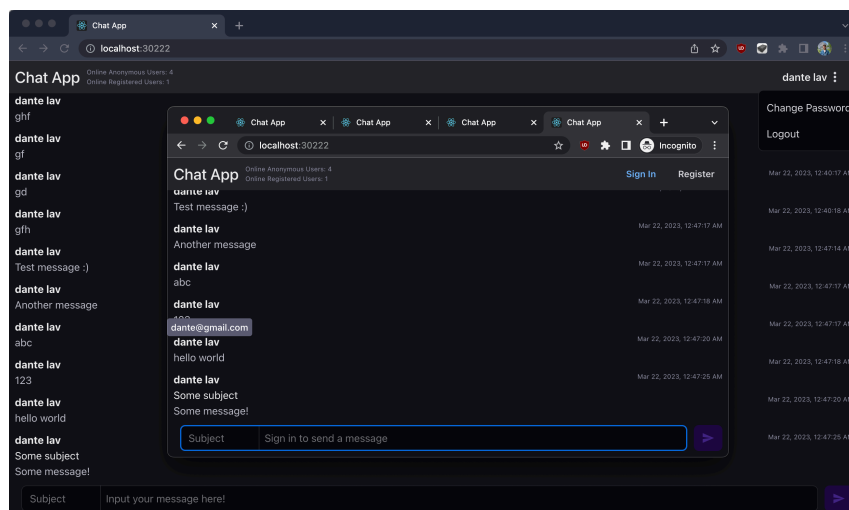 Chat App
localhost:30222
Chat App
Online Anonymous Users: 4
Online Registered Users: 1
dante lav
Change Password
Logout
dante lav
ghf
dante lav
gf
Mar 22, 2023, 12:40:17 AM
dante lav
gd
Mar 22, 2023, 12:40:18 AM
dante lav
gfh
Mar 22, 2023, 12:47:14 AM
dante lav
Test message :)
Mar 22, 2023, 12:47:17 AM
dante lav
Another message
Mar 22, 2023, 12:47:17 AM
dante lav
abc
Mar 22, 2023, 12:47:18 AM
dante lav
123
Mar 22, 2023, 12:47:20 AM
dante lav
hello world
Mar 22, 2023, 12:47:25 AM
dante lav
Some subject
Some message!
Subject
Input your message here!
Chat App
Chat App
Chat App
Chat App
localhost:30222
Incognito
Chat App
Online Anonymous Users: 4
Online Registered Users: 1
Sign In
Register
dante lav
Test message :)
dante lav
Mar 22, 2023, 12:47:17 AM
Another message
dante lav
Mar 22, 2023, 12:47:17 AM
abc
dante lav
Mar 22, 2023, 12:47:18 AM
123
dante@gmail.com
dante lav
Mar 22, 2023, 12:47:20 AM
hello world
dante lav
Mar 22, 2023, 12:47:25 AM
Some subject
Some message!
Subject
Sign in to send a message